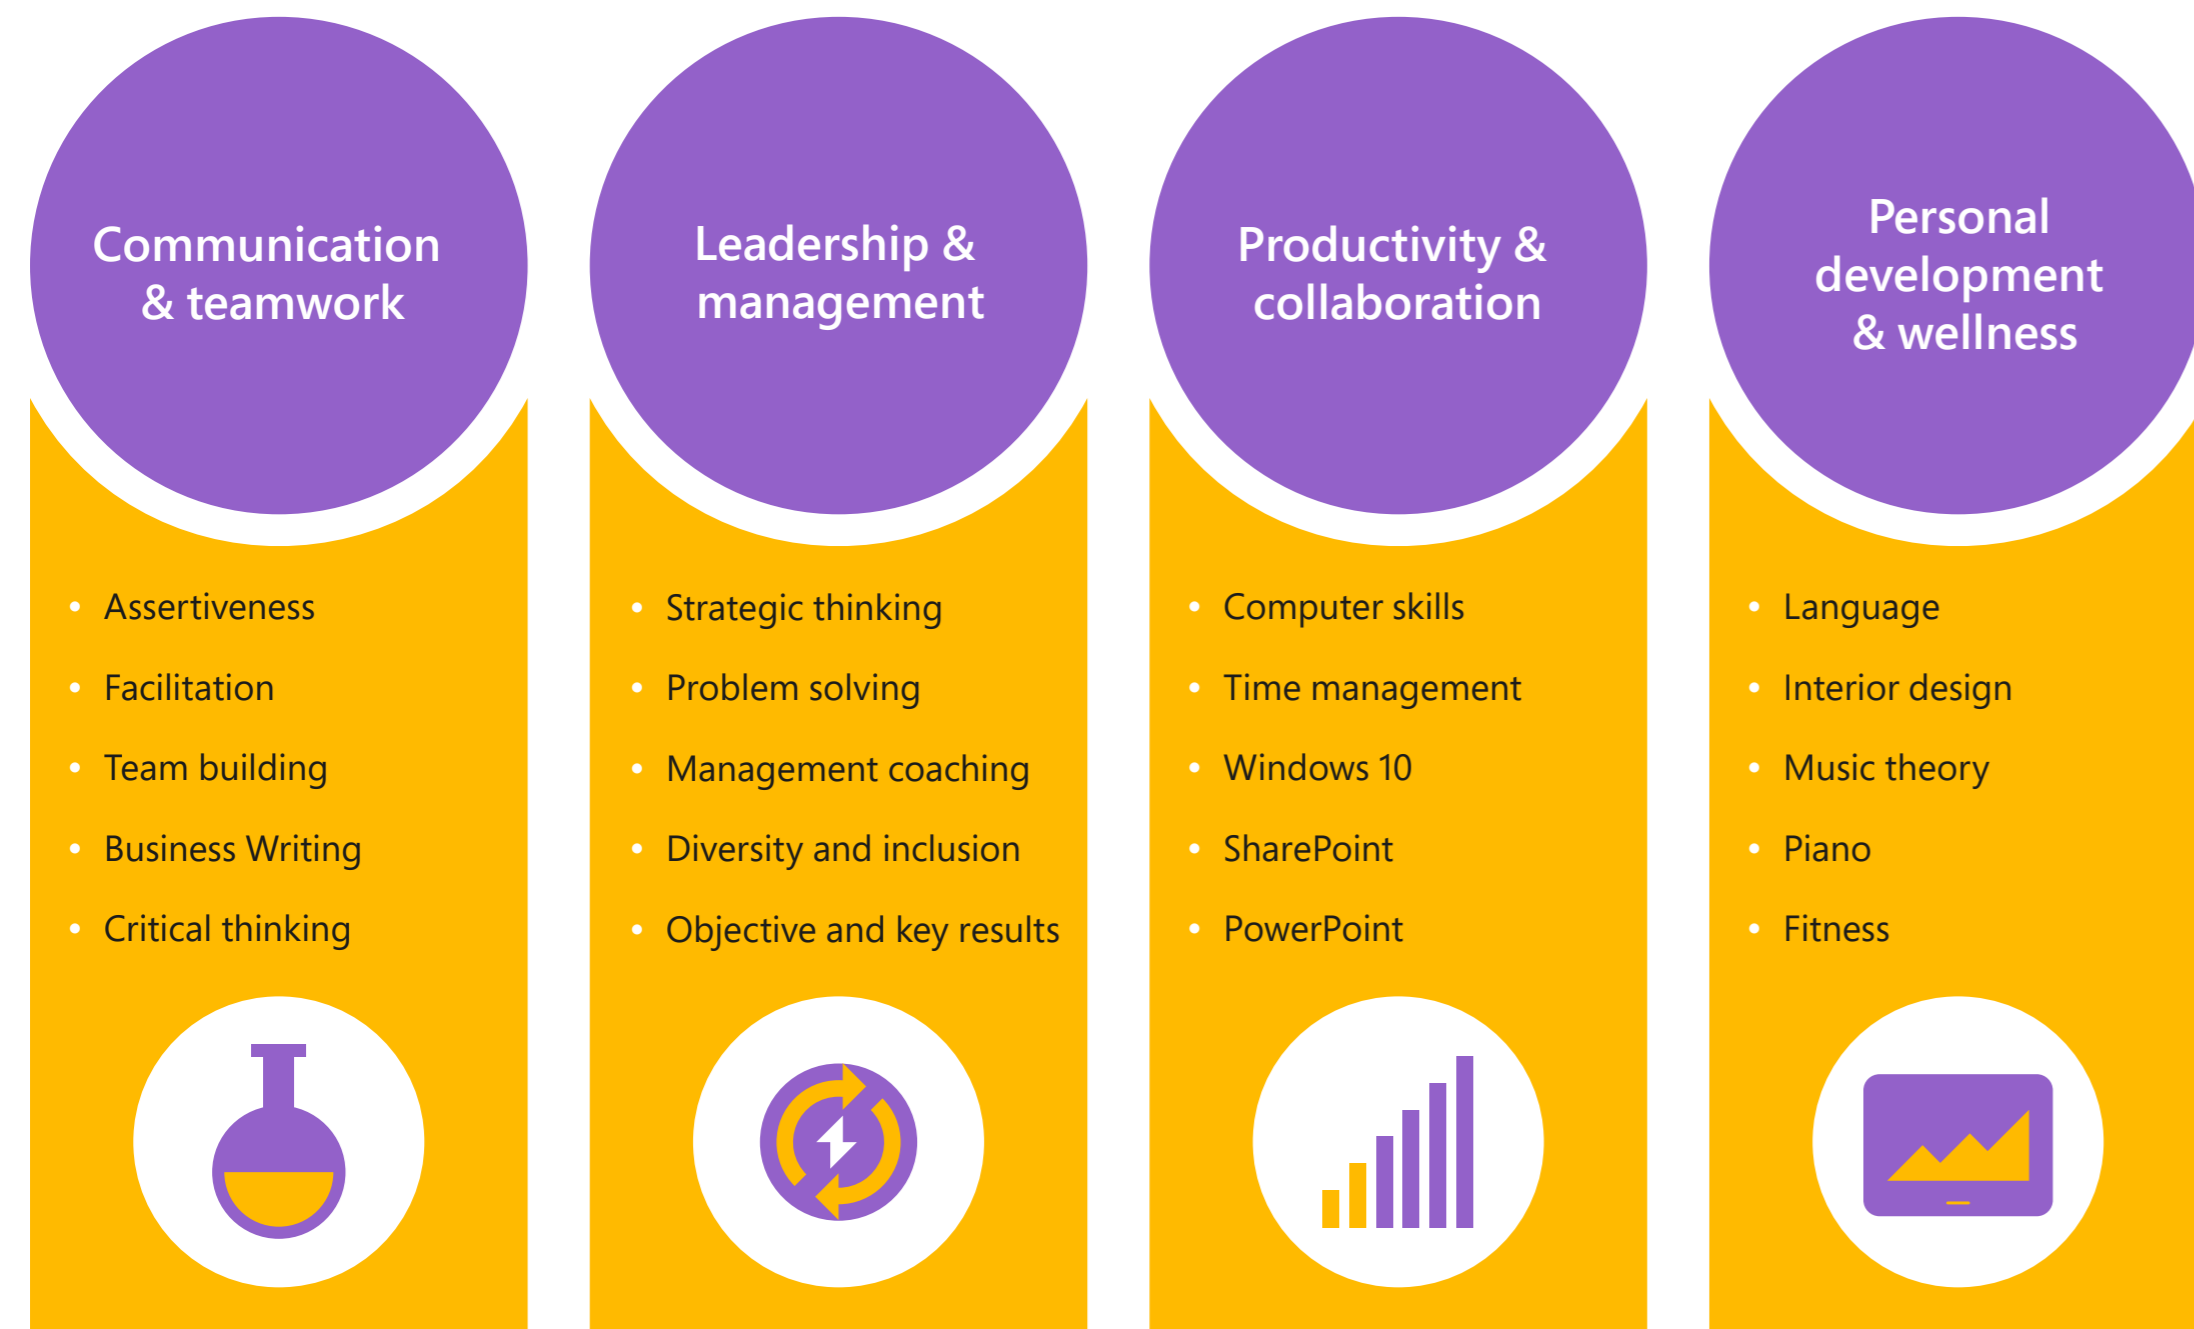 Communication
& teamwork
• Assertiveness
• Facilitation
• Team building
• Business Writing
• Critical thinking
Leadership &
management
• Strategic thinking
• Problem solving
• Management coaching
• Diversity and inclusion
• Objective and key results
Productivity &
collaboration
• Computer skills
• Time management
• Windows 10
• SharePoint
• PowerPoint
Personal
development
& wellness
• Language
• Interior design
• Music theory
• Piano
• Fitness